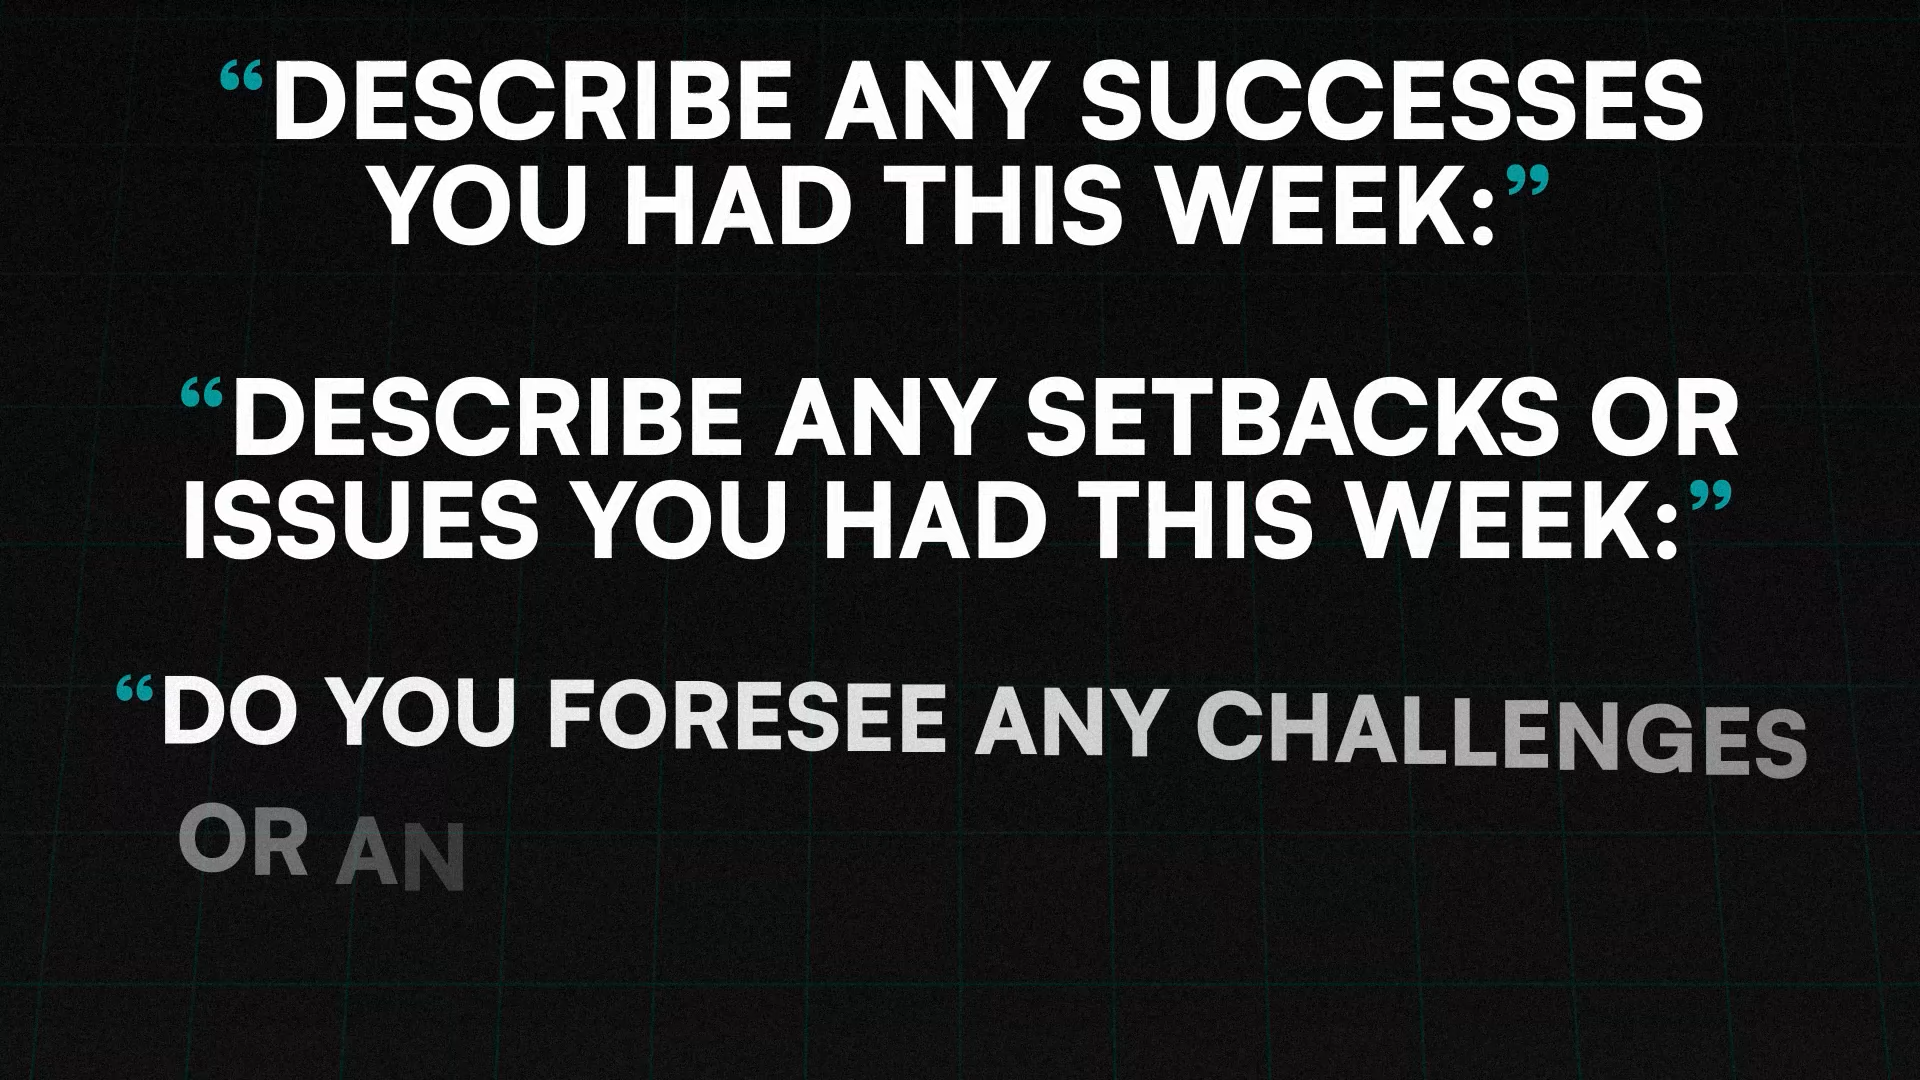 “DESCRIBE ANY SUCCESSES
YOU HAD THIS WEEK:”
“DESCRIBE ANY SETBACKS OR
ISSUES YOU HAD THIS WEEK:”
“DO YOU FORESEE ANY CHALLENGES
OR AN